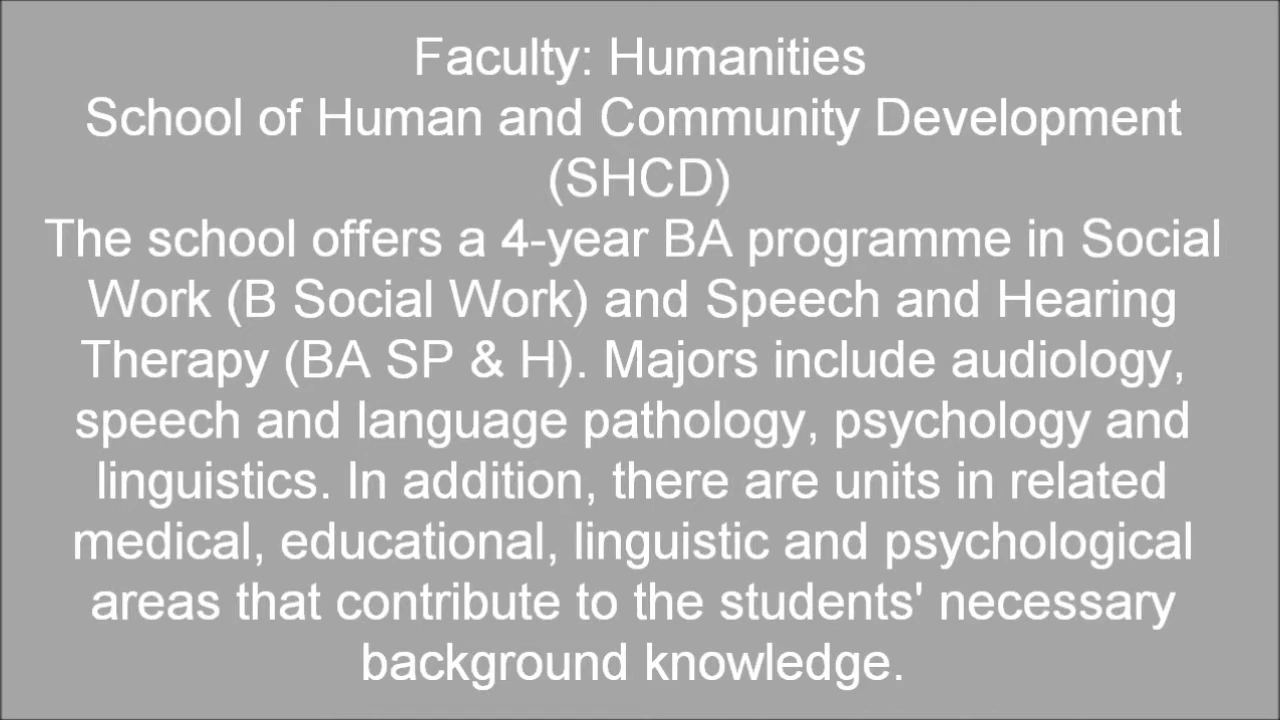 Faculty: Humanities
School of Human and Community Development
(SHCD)
The school offers a 4-year BA programme in Social
Work (B Social Work) and Speech and Hearing
Therapy (BA SP & H). Majors include audiology,
speech and language pathology, psychology and
linguistics. In addition, there are units in related
medical, educational, linguistic and psychological
areas that contribute to the students' necessary
background knowledge.